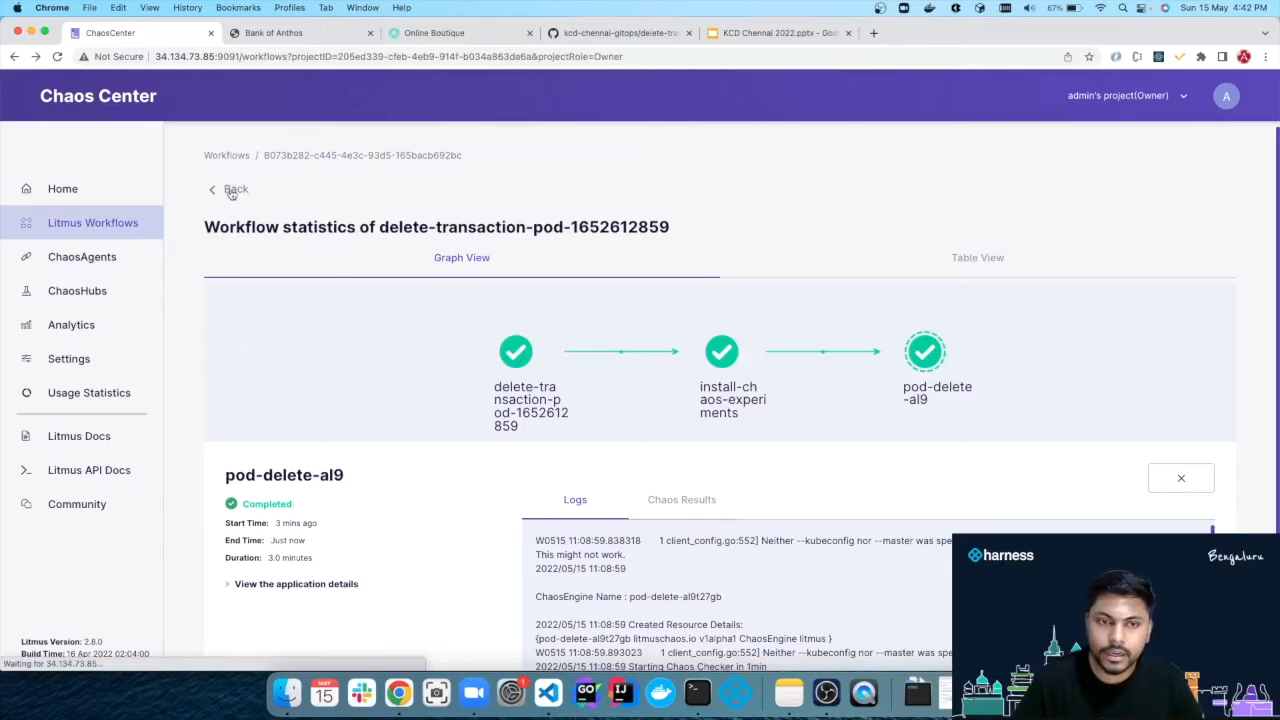 Chrome File Edit View History Bookmarks Profiles Tab Window Help 67% Sun 15 May 4:42 PM
ChaosCenter Bank of Anthos Online Boutique kcd-chennai-gitops/delete-tra KCD Chennai 2022.pptx - Goo
Not Secure 34.134.73.85:9091/workflows?projectID=205ed339-cfeb-4eb9-914f-b034a863da6a&projectRole=Owner
Chaos Center
admin's project(Owner) A
Workflows / B073b282-c445-4e3c-93d5-165bacb692bc
Back
Workflow statistics of delete-transaction-pod-1652612859
Graph View Table View
Home
Litmus Workflows
ChaosAgents
ChaosHubs
Analytics
Settings
Usage Statistics
Litmus Docs
Litmus API Docs
Community
delete-tra
nsaction-p
od-1652612
859
install-ch
aos-experi
ments
pod-delete
-al9
pod-delete-al9
Completed
Start Time: 3 mins ago
End Time: Just now
Duration: 3.0 minutes
View the application details
Logs Chaos Results
W0515 11:08:59.838318 1 client_config.go:552] Neither --kubeconfig nor --master was spe
This might not work.
2022/05/15 11:08:59
ChaosEngine Name : pod-delete-al9t27gb
2022/05/15 11:08:59 Created Resource Details:
{pod-delete-al9t27gb litmuschaos.io v1alpha1 ChaosEngine litmus }
W0515 11:08:59.893023 1 client_config.go:552] Neither --kubeconfig nor --master was spe
2022/05/15 11:08:59 Starting Chaos Checker in 1min
Litmus Version: 2.8.0
Build Time: 16 Apr 2022 02:04:00
Waiting for 34.134.73.85...
harness
Bengaluru
MAY
15
1
GO
IJ